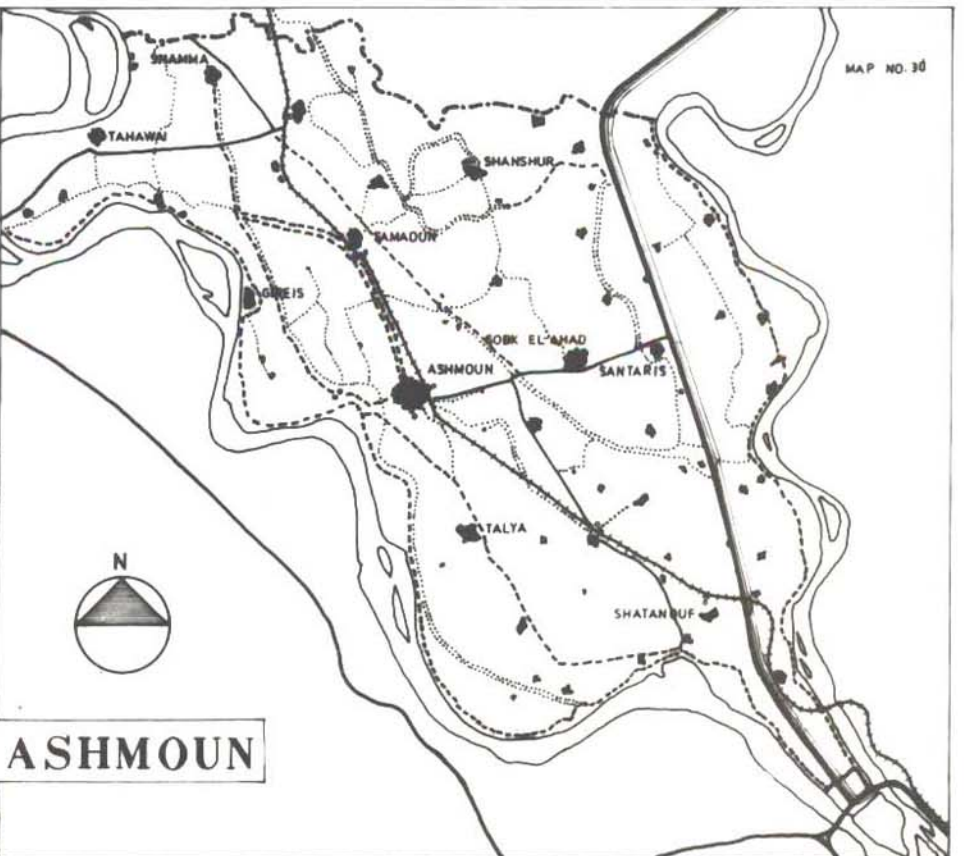 MAP NO. 30
SHAMMA
TAHAWAI
SHANSHUR
SAMADUN
GIREIS
SOBK EL-AHAD
ASHMOUN
SANTARIS
TALYA
N
SHATANOUF
ASHMOUN